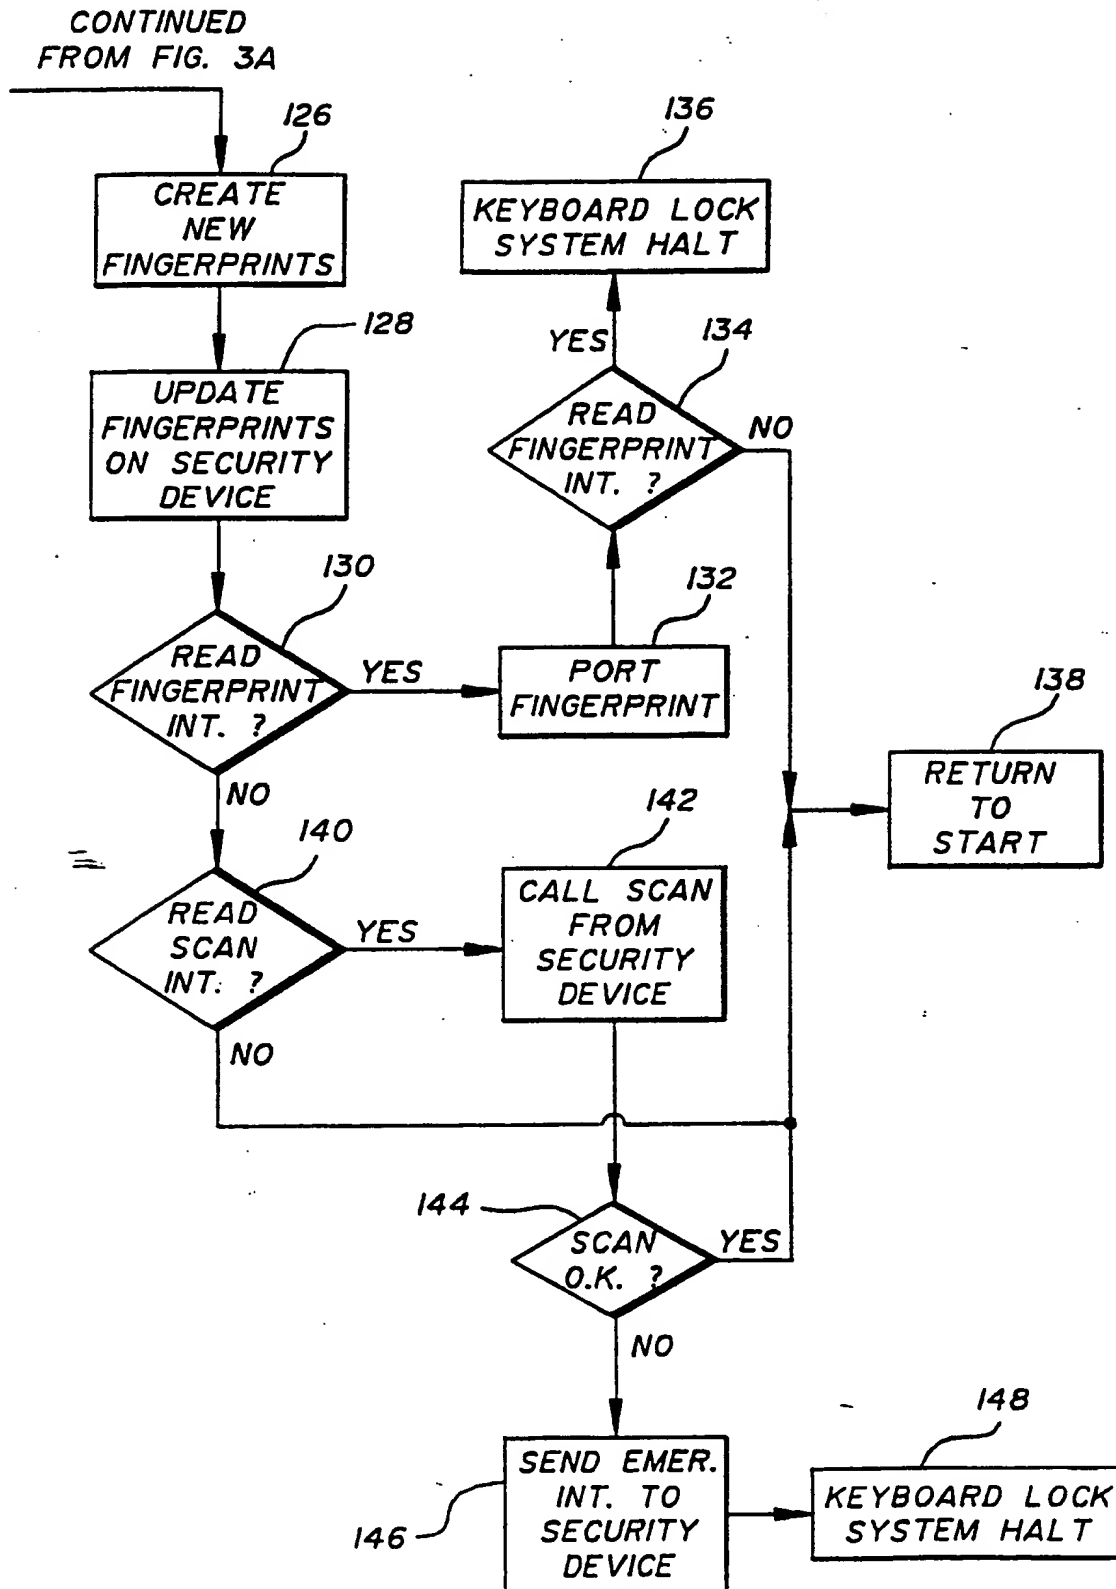 CONTINUED
FROM FIG. 3A
126
CREATE
NEW
FINGERPRINTS
128
UPDATE
FINGERPRINTS
ON SECURITY
DEVICE
130
READ
FINGERPRINT
INT. ?
YES
NO
132
PORT
FINGERPRINT
134
READ
FINGERPRINT
INT. ?
YES
NO
136
KEYBOARD LOCK
SYSTEM HALT
138
RETURN
TO
START
140
READ
SCAN
INT. ?
YES
NO
142
CALL SCAN
FROM
SECURITY
DEVICE
144
SCAN
O.K. ?
YES
NO
146
SEND EMER.
INT. TO
SECURITY
DEVICE
148
KEYBOARD LOCK
SYSTEM HALT